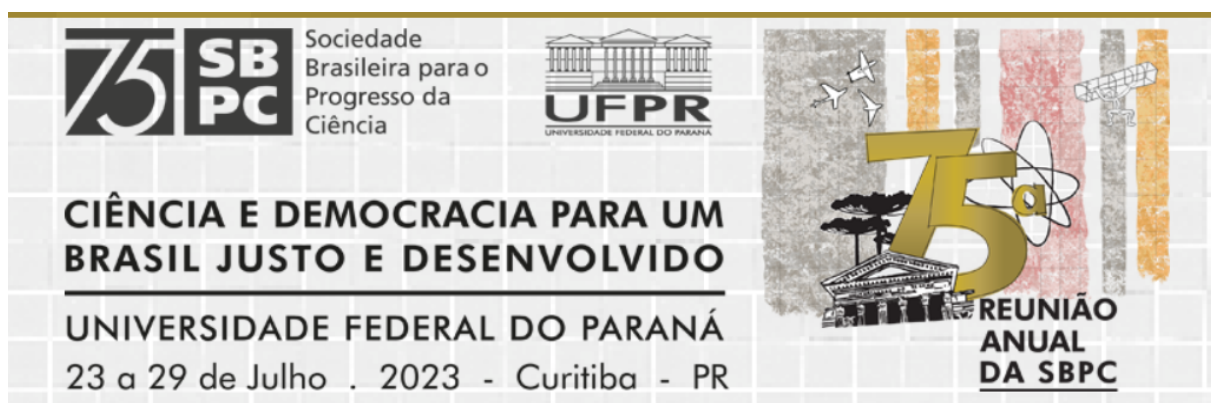 75
SB
PC
Sociedade
Brasileira para o
Progresso da
Ciência
UFPR
UNIVERSIDADE FEDERAL DO PARANÁ
CIÊNCIA E DEMOCRACIA PARA UM
BRASIL JUSTO E DESENVOLVIDO
UNIVERSIDADE FEDERAL DO PARANÁ
23 a 29 de Julho . 2023 - Curitiba - PR
75ª
REUNIÃO
ANUAL
DA SBPC